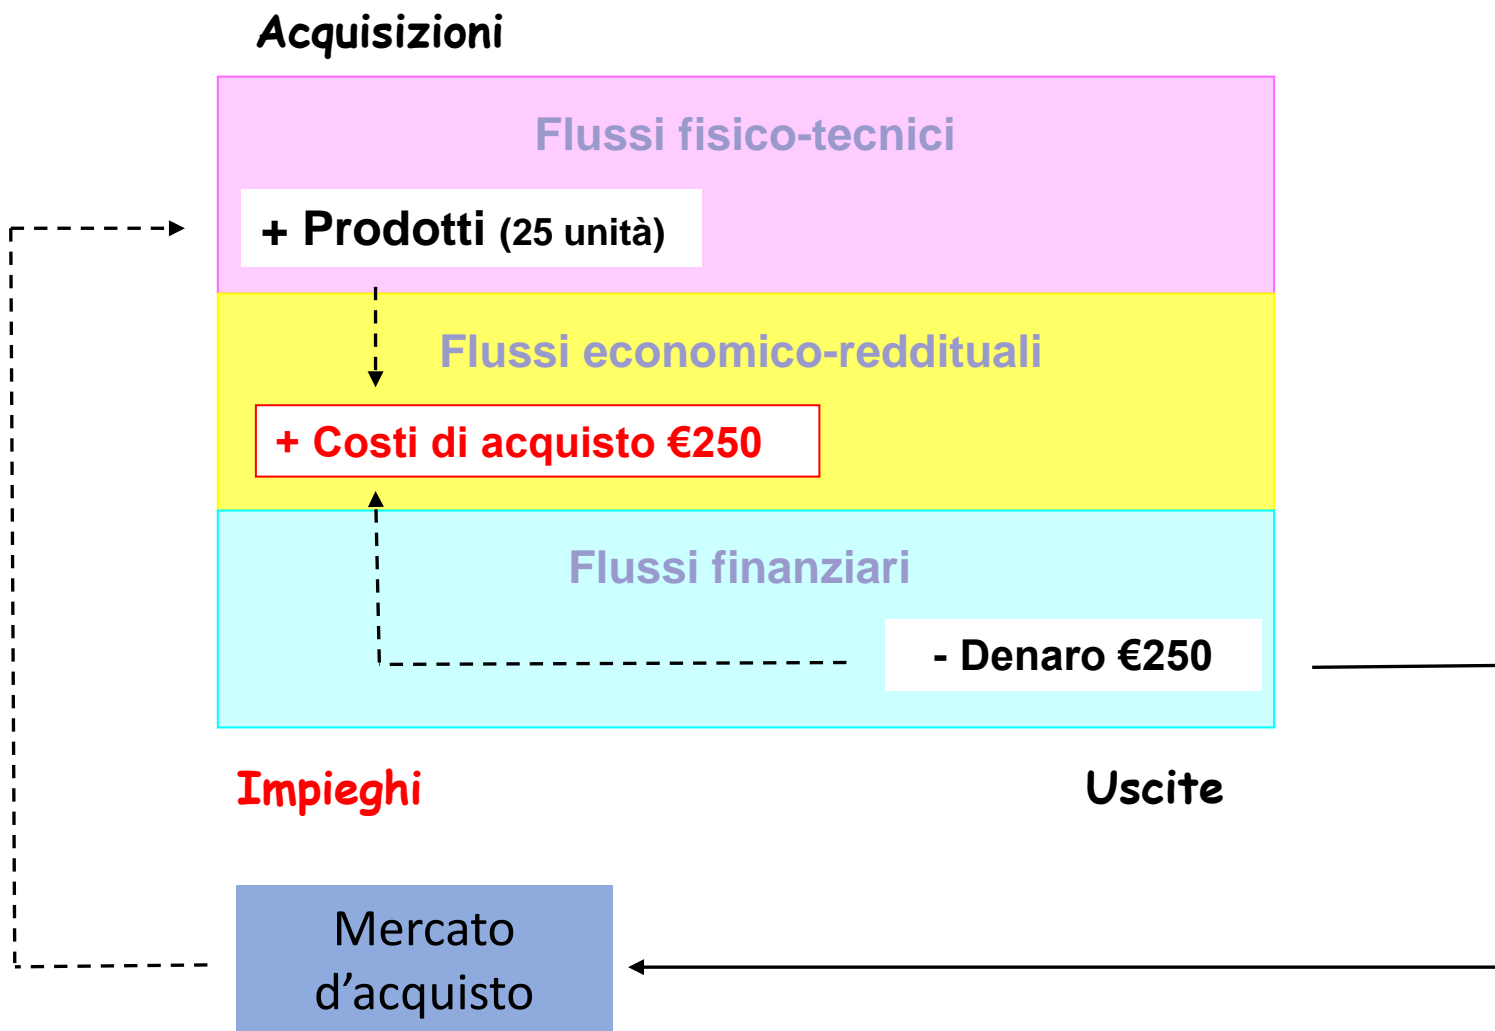 Acquisizioni
Flussi fisico-tecnici
+ Prodotti (25 unità)
Flussi economico-reddituali
+ Costi di acquisto €250
Flussi finanziari
- Denaro €250
Impieghi
Uscite
Mercato
d’acquisto